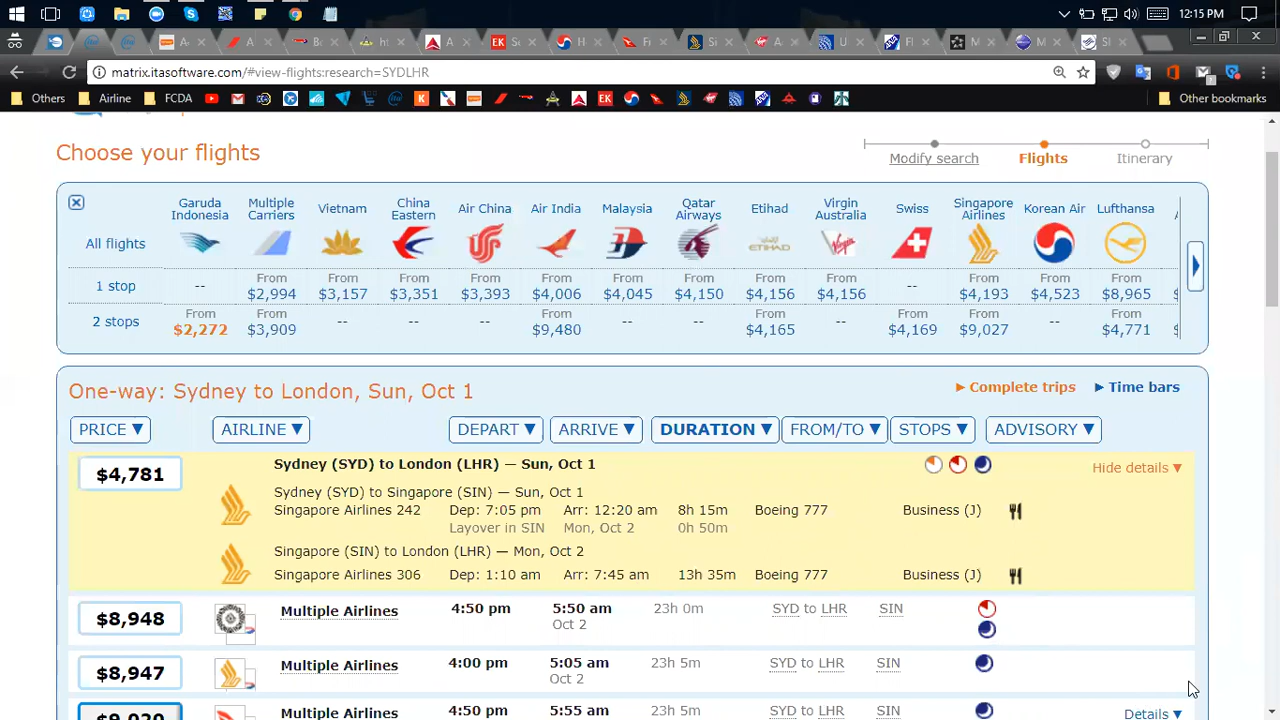 12:15 PM
matrix.itasoftware.com/#view-flights:research=SYDLHR
Others Airline FCDA Other bookmarks
Choose your flights
Modify search Flights Itinerary
Garuda Indonesia Multiple Carriers Vietnam China Eastern Air China Air India Malaysia Qatar Airways Etihad Virgin Australia Swiss Singapore Airlines Korean Air Lufthansa
All flights
1 stop -- From $2,994 From $3,157 From $3,351 From $3,393 From $4,006 From $4,045 From $4,150 From $4,156 From $4,156 -- From $4,193 From $4,523 From $8,965
2 stops From $2,272 From $3,909 -- -- -- From $9,480 -- -- From $4,165 -- From $4,169 From $9,027 -- From $4,771
One-way: Sydney to London, Sun, Oct 1 ▶ Complete trips ▶ Time bars
PRICE ▼ AIRLINE ▼ DEPART ▼ ARRIVE ▼ DURATION ▼ FROM/TO ▼ STOPS ▼ ADVISORY ▼
$4,781 Sydney (SYD) to London (LHR) — Sun, Oct 1 Hide details ▼
Sydney (SYD) to Singapore (SIN) — Sun, Oct 1
Singapore Airlines 242 Dep: 7:05 pm Arr: 12:20 am 8h 15m Boeing 777 Business (J)
Layover in SIN Mon, Oct 2 0h 50m
Singapore (SIN) to London (LHR) — Mon, Oct 2
Singapore Airlines 306 Dep: 1:10 am Arr: 7:45 am 13h 35m Boeing 777 Business (J)
$8,948 Multiple Airlines 4:50 pm 5:50 am 23h 0m SYD to LHR SIN
Oct 2
$8,947 Multiple Airlines 4:00 pm 5:05 am 23h 5m SYD to LHR SIN
Oct 2
$9,020 Multiple Airlines 4:50 pm 5:55 am 23h 5m SYD to LHR SIN Details ▼